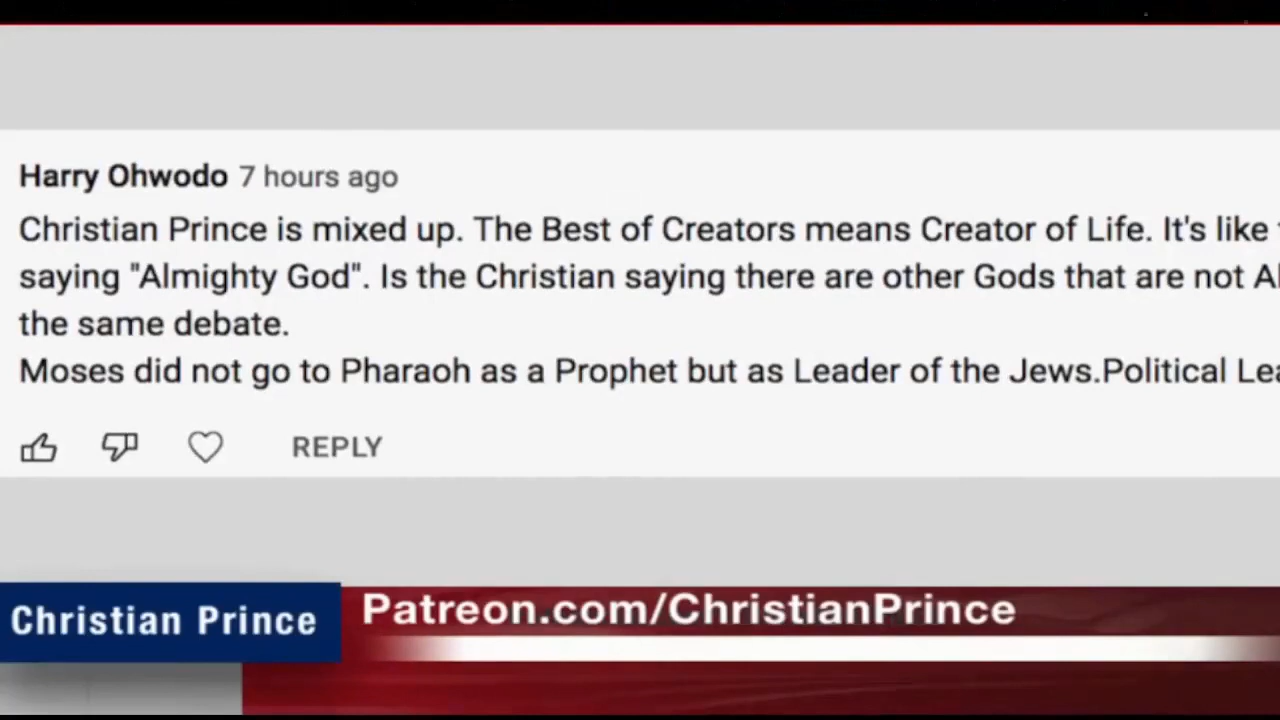 Harry Ohwodo 7 hours ago
Christian Prince is mixed up. The Best of Creators means Creator of Life. It's like
saying "Almighty God". Is the Christian saying there are other Gods that are not
the same debate.
Moses did not go to Pharaoh as a Prophet but as Leader of the Jews.Political
REPLY
Christian Prince
Patreon.com/ChristianPrince